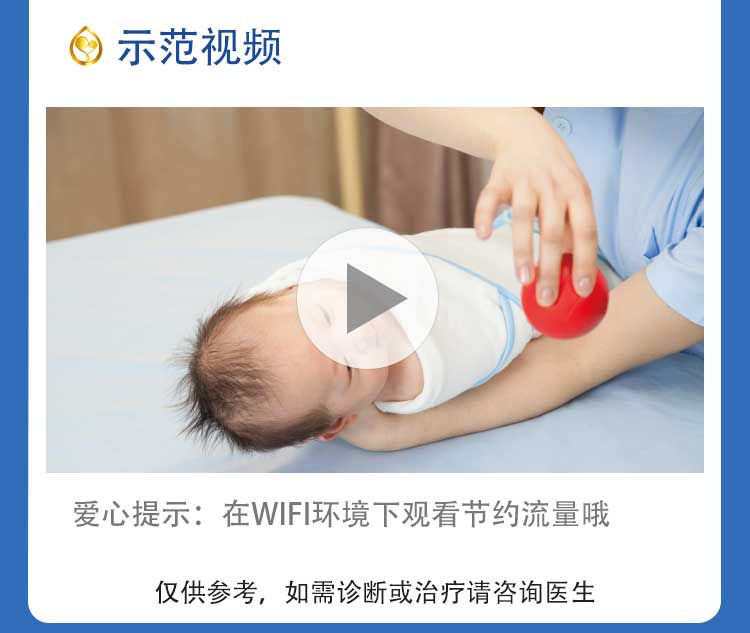 示范视频
爱心提示：在WIFI环境下观看节约流量哦
仅供参考，如需诊断或治疗请咨询医生